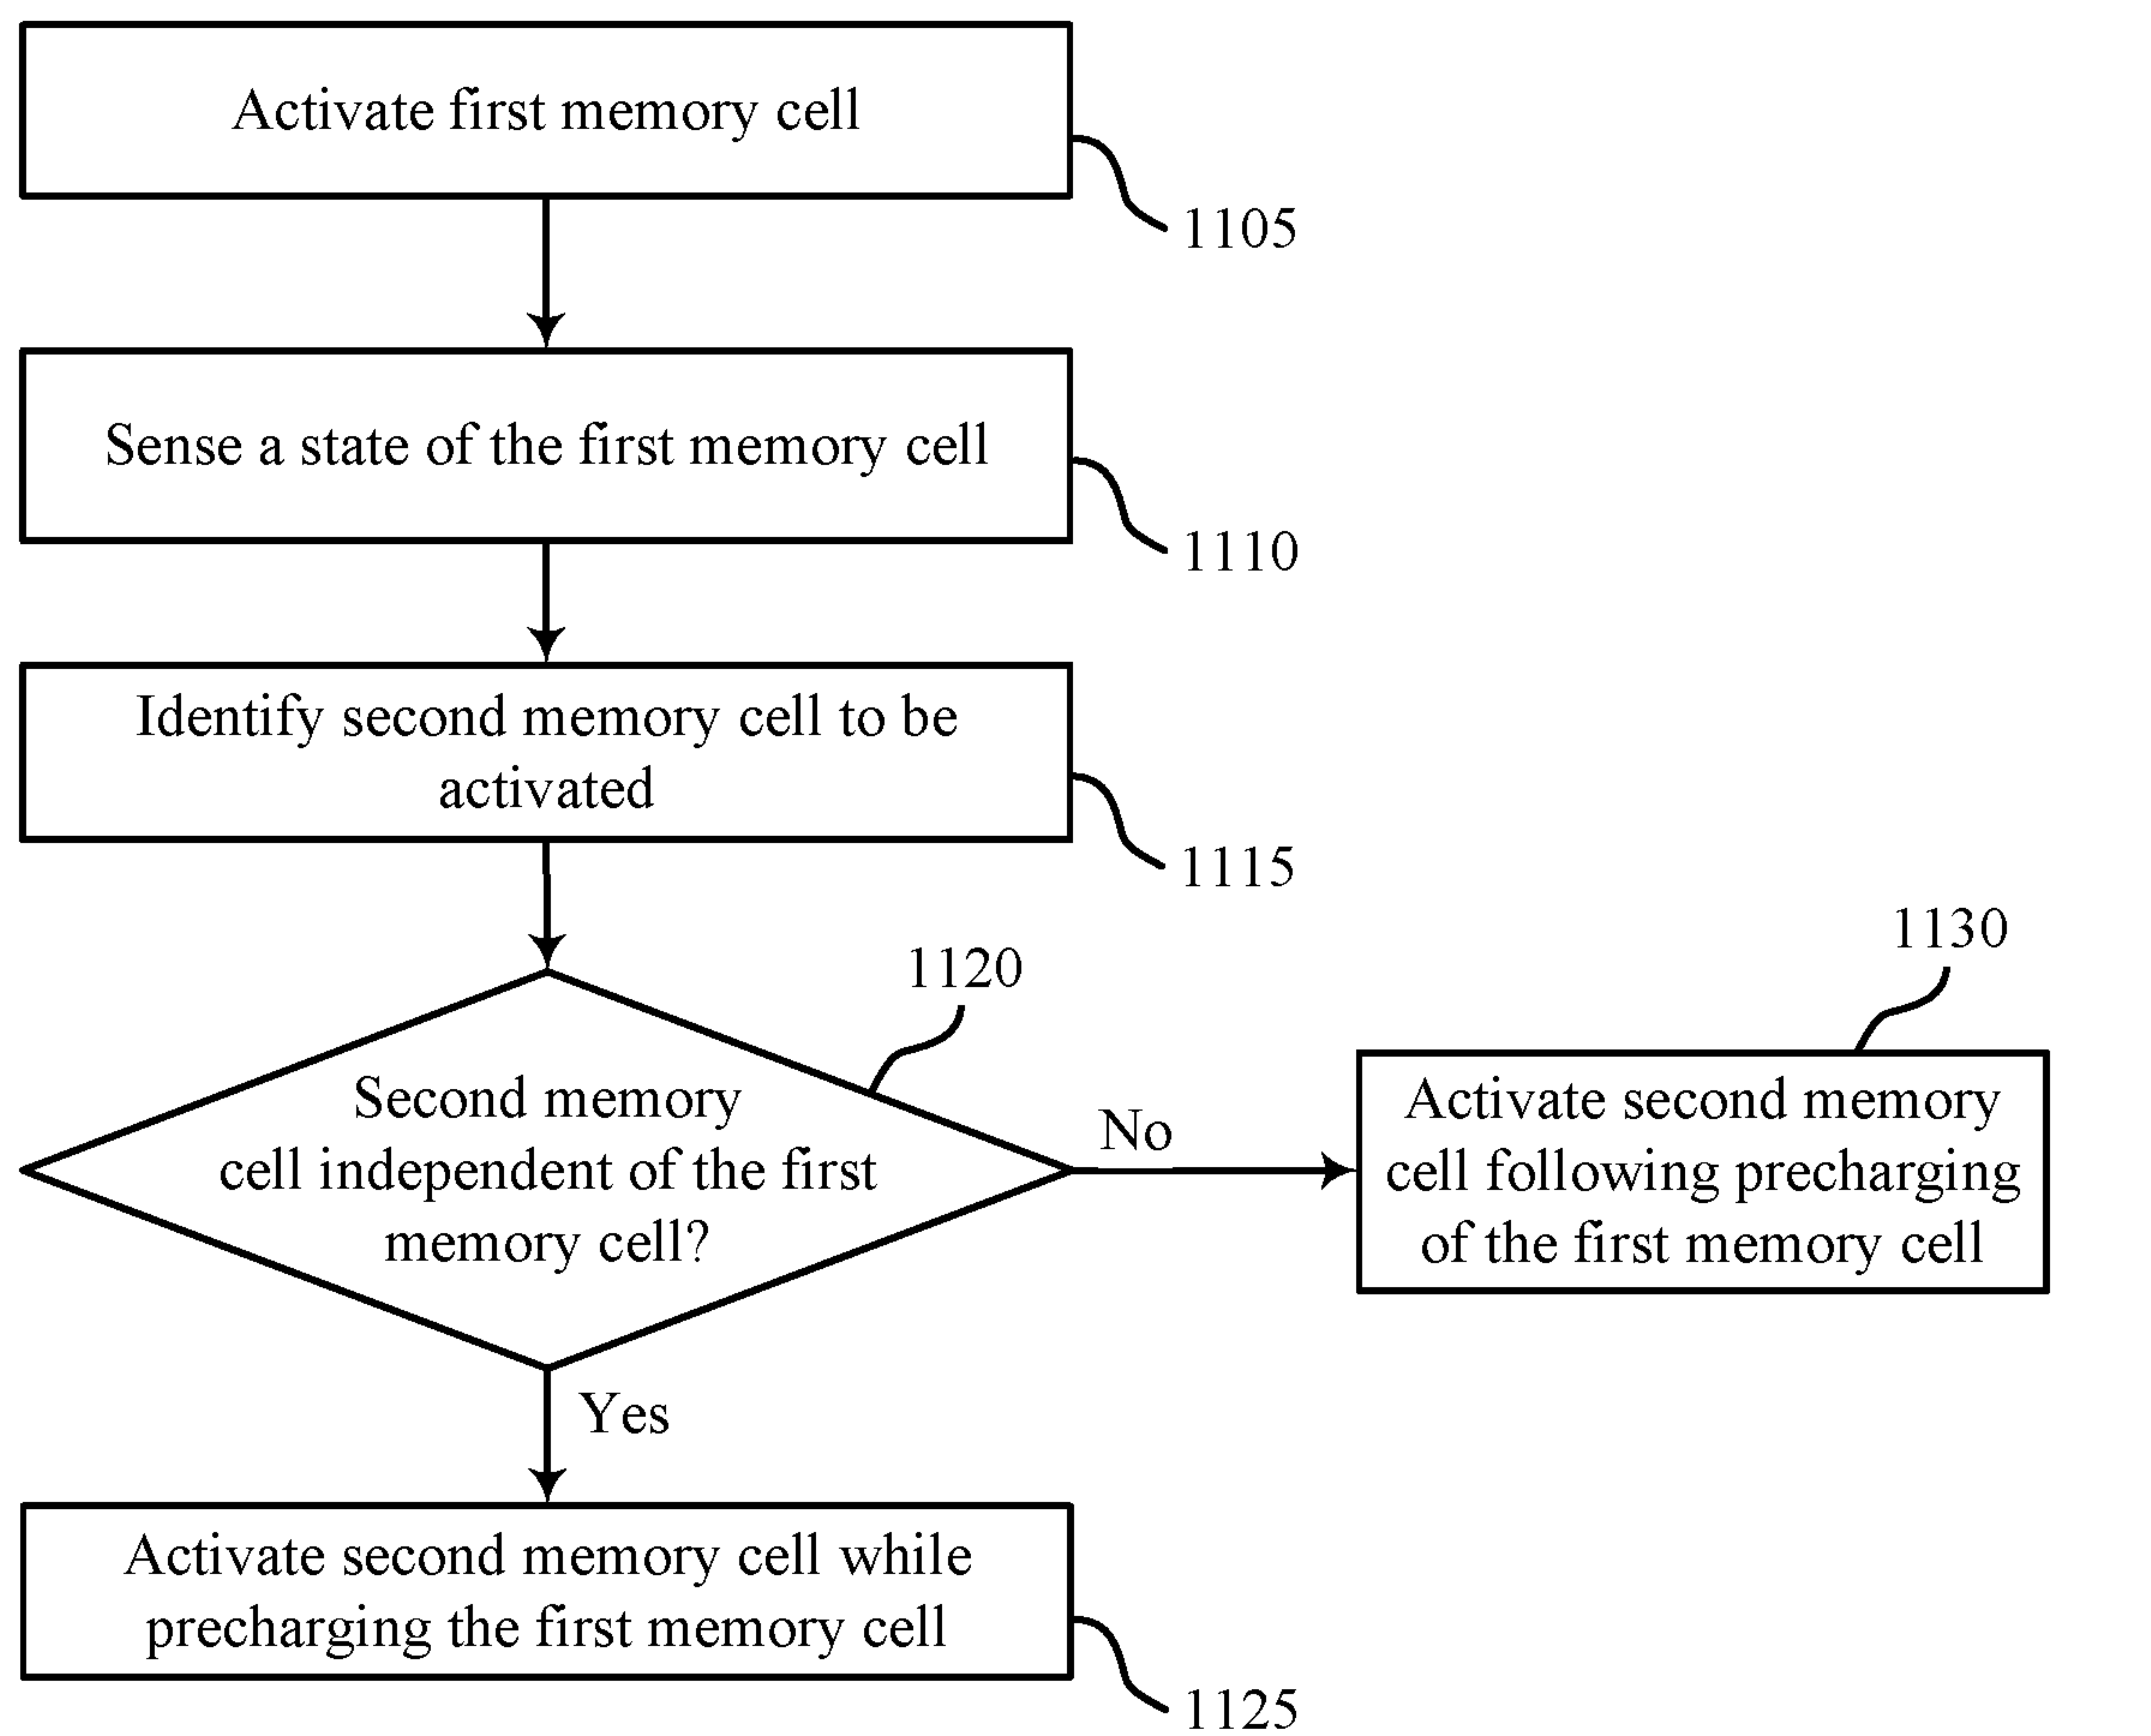 Activate first memory cell
1105
Sense a state of the first memory cell
1110
Identify second memory cell to be
activated
1115
1120
1130
Second memory
cell independent of the first
memory cell?
No
Activate second memory
cell following precharging
of the first memory cell
Yes
Activate second memory cell while
precharging the first memory cell
1125